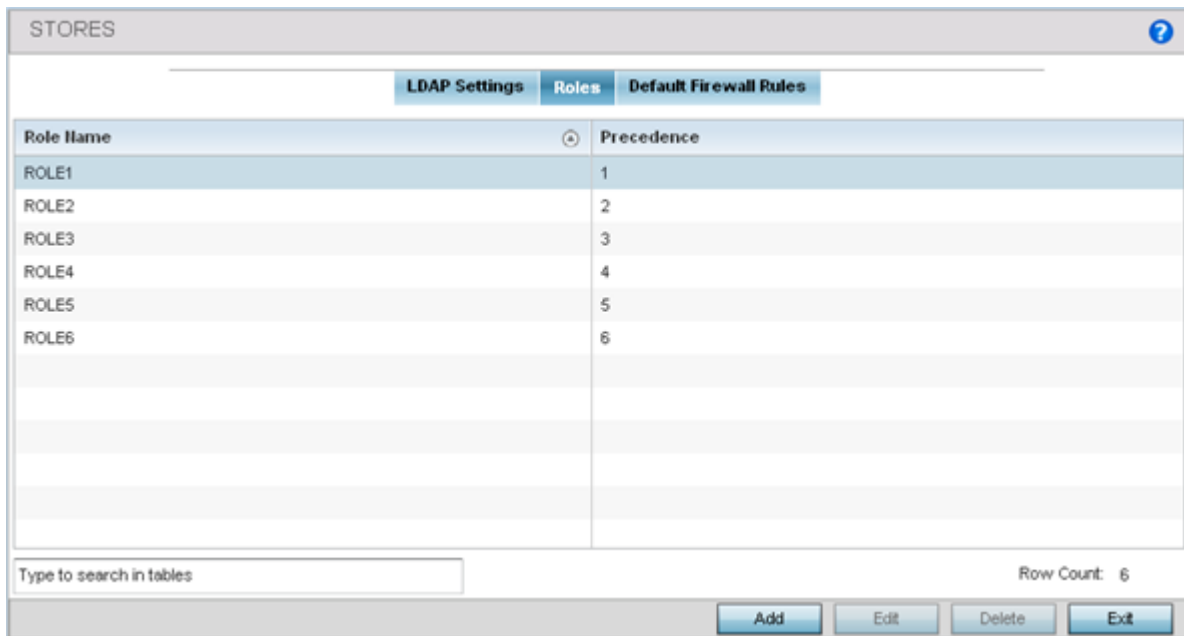 STORES ?
LDAP Settings Roles Default Firewall Rules
Role Name Precedence
ROLE1 1
ROLE2 2
ROLE3 3
ROLE4 4
ROLE5 5
ROLE6 6
Type to search in tables Row Count: 6
Add Edit Delete Exit